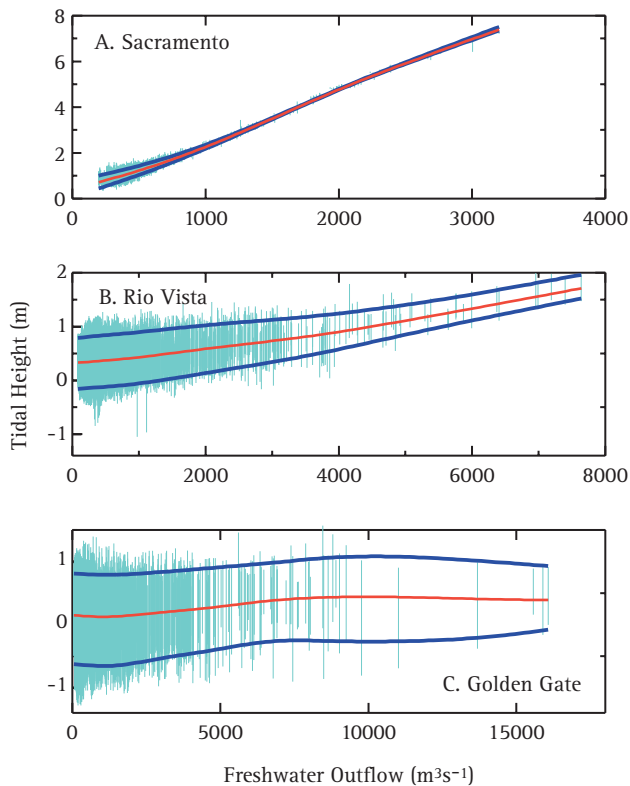 8
A. Sacramento
6
4
2
0
0 1000 2000 3000 4000
2
B. Rio Vista
1
0
-1
0 2000 4000 6000 8000
Tidal Height (m)
1
0
-1
C. Golden Gate
0 5000 10000 15000
Freshwater Outflow (m³s⁻¹)